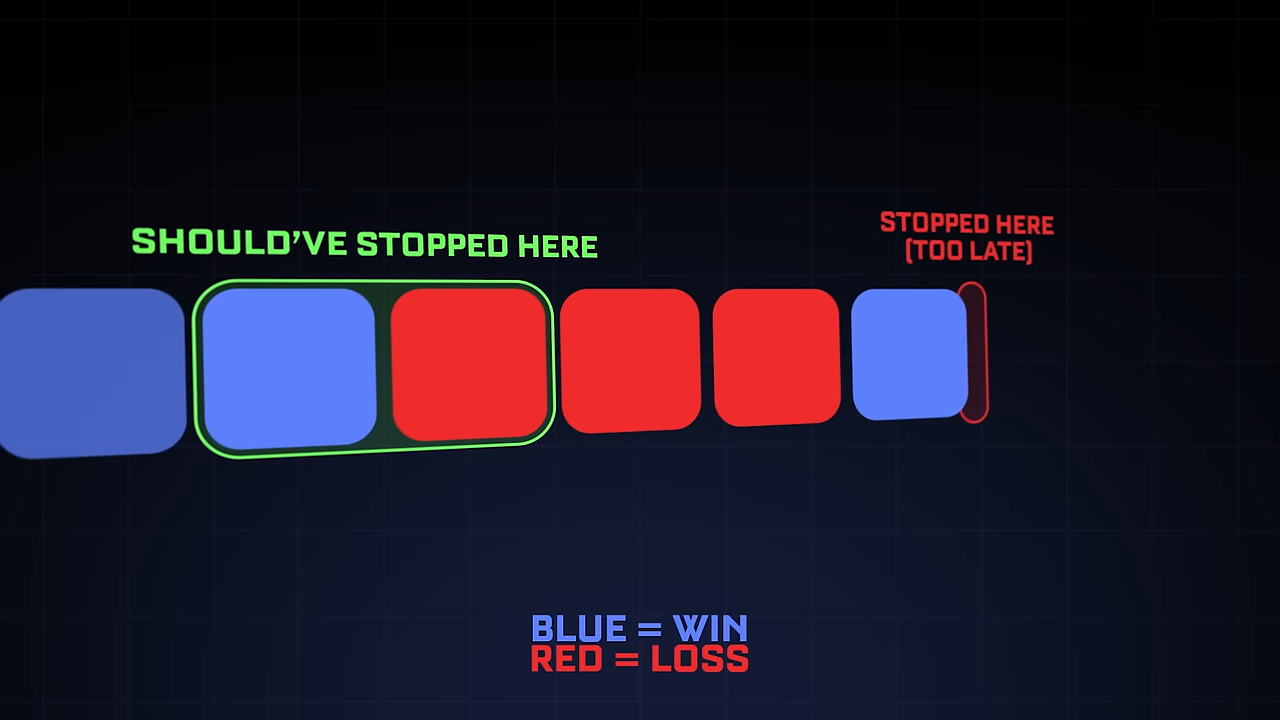 STOPPED HERE
(TOO LATE)
SHOULD'VE STOPPED HERE
BLUE = WIN
RED = LOSS